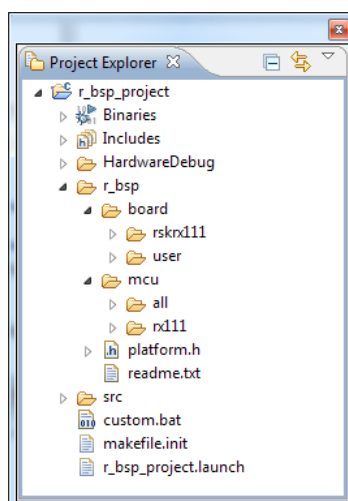 Project Explorer
r_bsp_project
Binaries
Includes
HardwareDebug
r_bsp
board
rskrx111
user
mcu
all
rx111
platform.h
readme.txt
src
custom.bat
makefile.init
r_bsp_project.launch